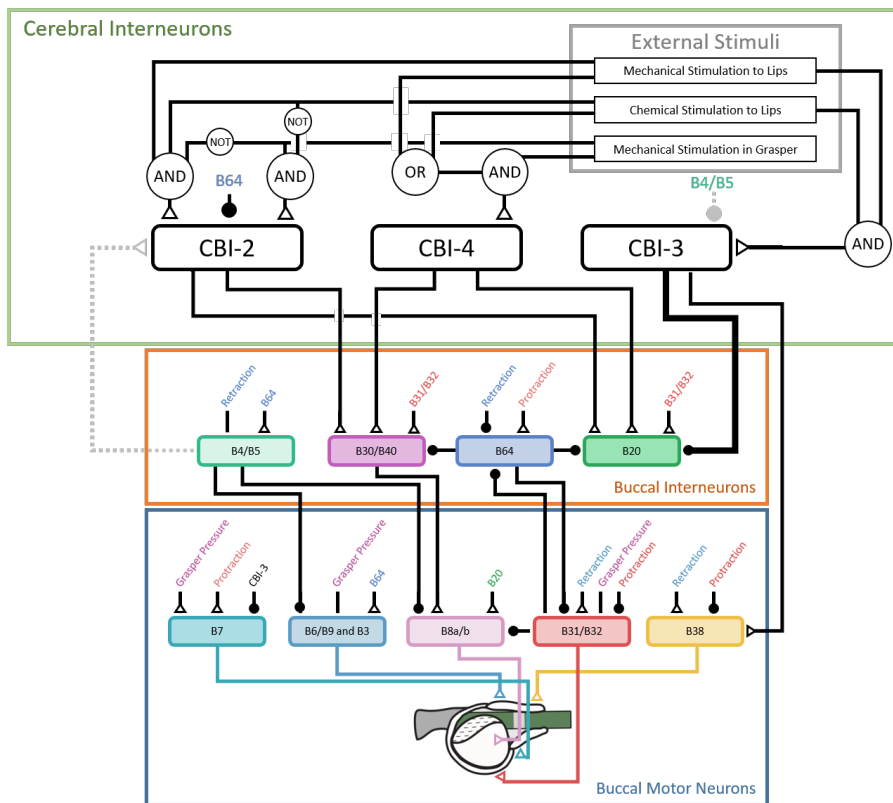 Cerebral Interneurons
External Stimuli
Mechanical Stimulation to Lips
Chemical Stimulation to Lips
Mechanical Stimulation in Grasper
NOT
NOT
AND
B64
AND
OR
AND
B4/B5
AND
CBI-2
CBI-4
CBI-3
Retraction
B64
B31/B32
Retraction
Protraction
B31/B32
B4/B5
B30/B40
B64
B20
Buccal Interneurons
Grasper Pressure
Protraction
CBI-3
Grasper Pressure
B64
B20
Retraction
Grasper Pressure
Protraction
Retraction
Protraction
B7
B6/B9 and B3
B8a/b
B31/B32
B38
Buccal Motor Neurons